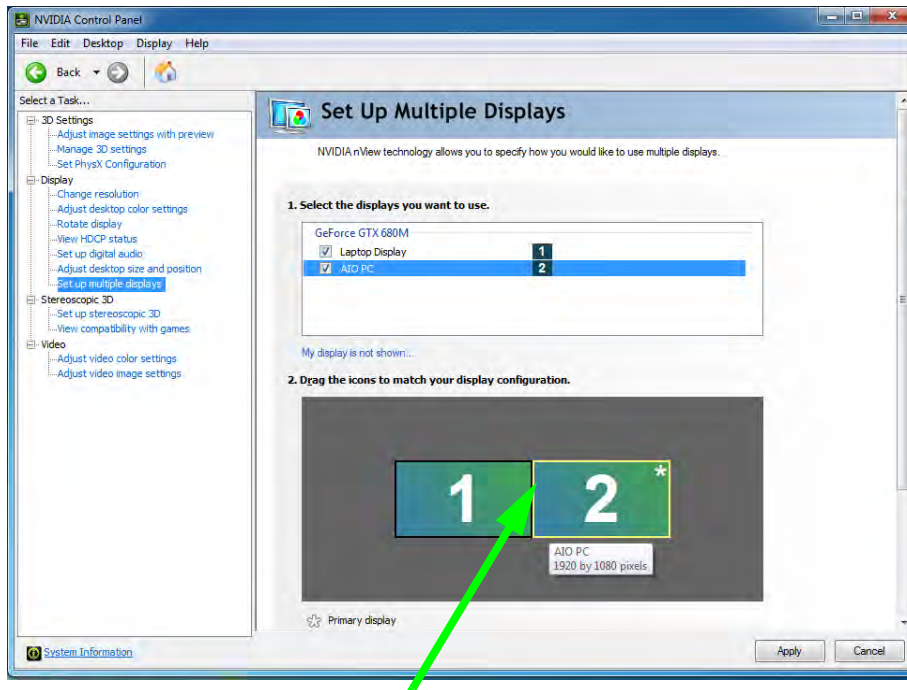 NVIDIA Control Panel
File Edit Desktop Display Help
Back
Select a Task...
3D Settings
Adjust image settings with preview
Manage 3D settings
Set PhysX Configuration
Display
Change resolution
Adjust desktop color settings
Rotate display
View HDCP status
Set up digital audio
Adjust desktop size and position
Set up multiple displays
Stereoscopic 3D
Set up stereoscopic 3D
View compatibility with games
Video
Adjust video color settings
Adjust video image settings
Set Up Multiple Displays
NVIDIA nView technology allows you to specify how you would like to use multiple displays.
1. Select the displays you want to use.
GeForce GTX 680M
Laptop Display 1
AIO PC 2
My display is not shown...
2. Drag the icons to match your display configuration.
1 2 *
AIO PC
1920 by 1080 pixels
Primary display
System Information
Apply Cancel